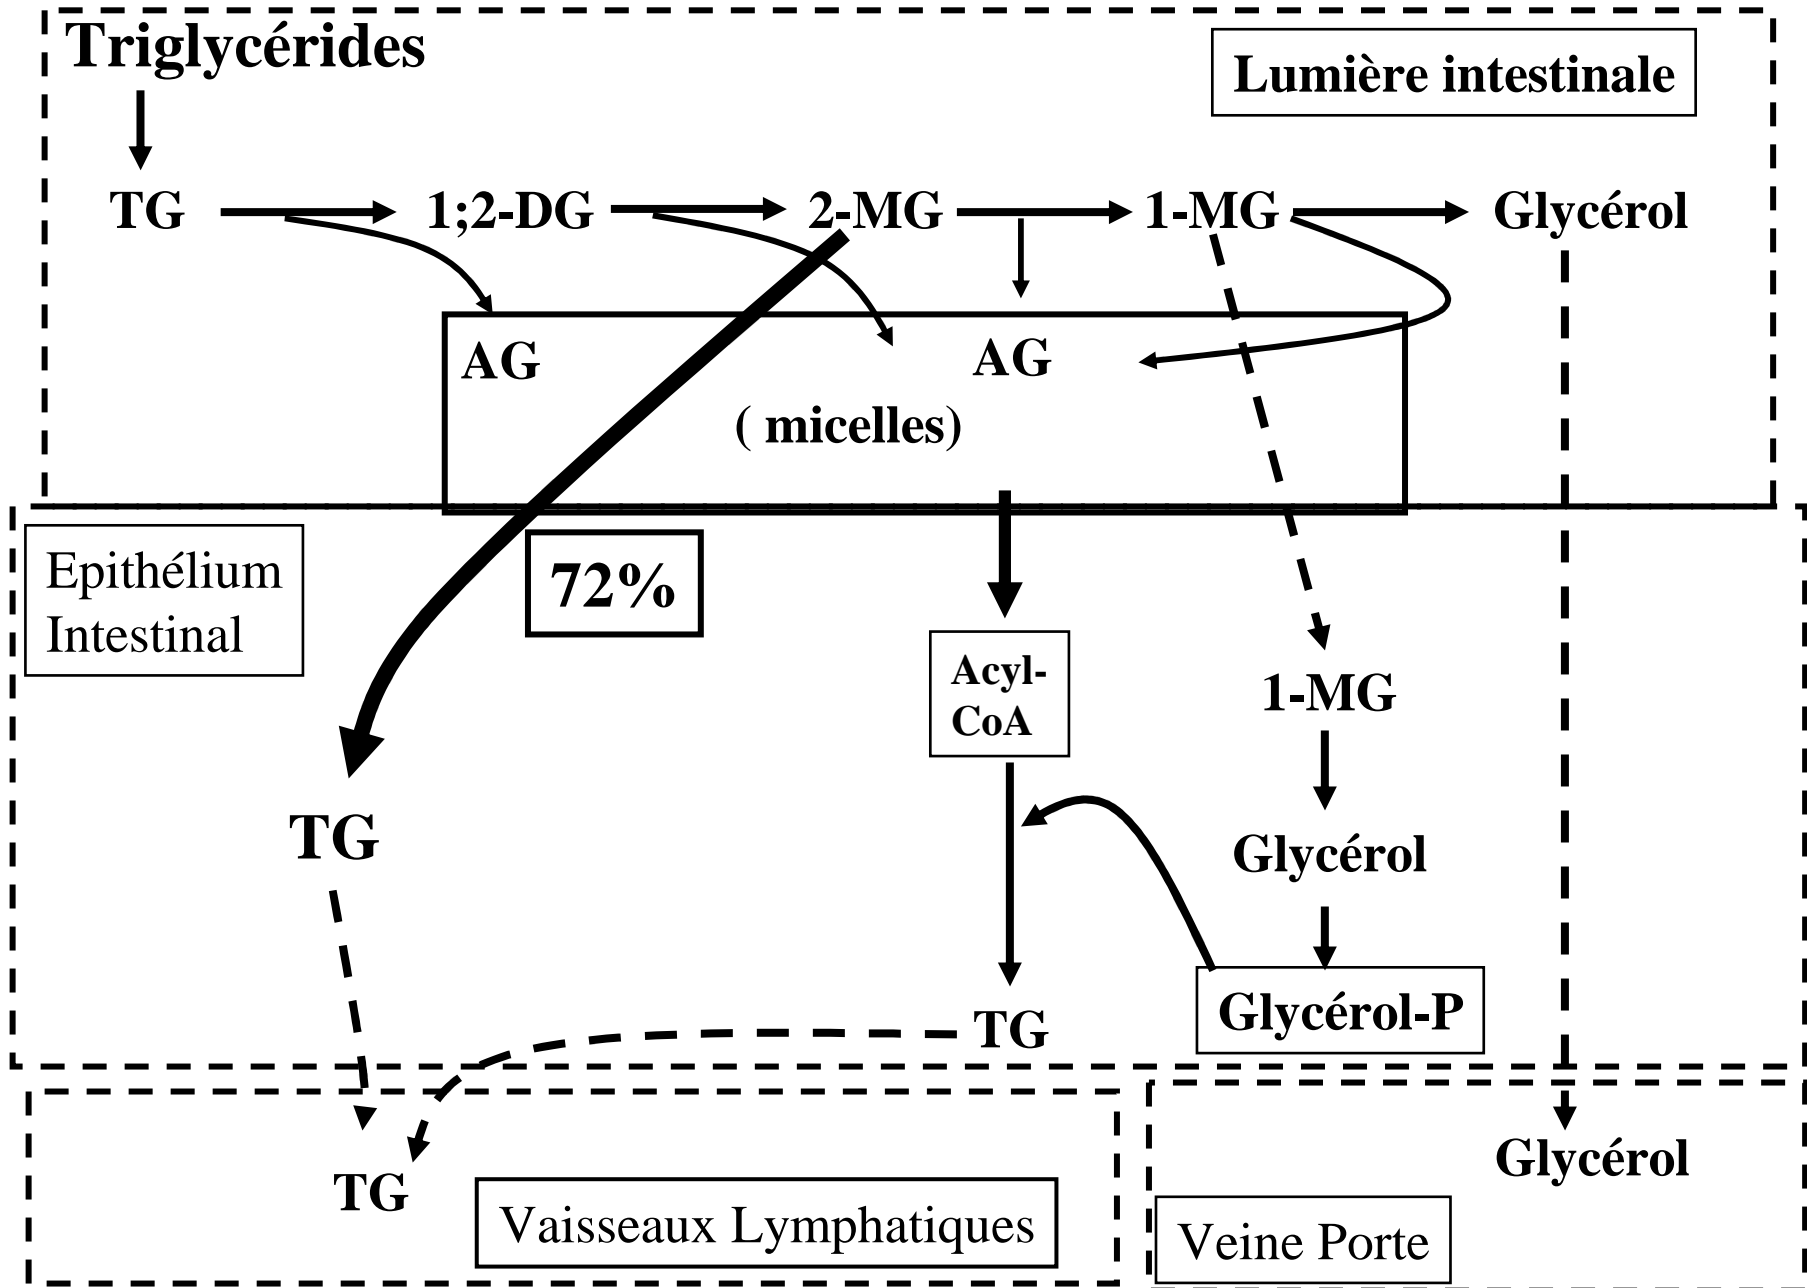 Triglycérides
Lumière intestinale
TG 1;2-DG 2-MG 1-MG Glycérol
AG AG
( micelles)
Epithélium
Intestinal
72%
Acyl-
CoA
1-MG
TG
Glycérol
TG
Glycérol-P
Glycérol
TG
Vaisseaux Lymphatiques
Veine Porte